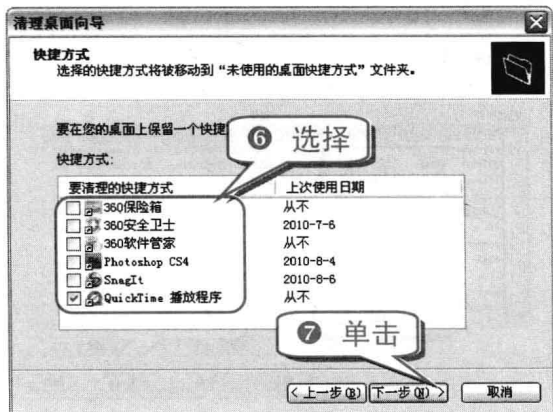 清理桌面向导
快捷方式
选择的快捷方式将被移动到“未使用的桌面快捷方式”文件夹。
要在您的桌面上保留一个快捷
❻ 选择
快捷方式:
要清理的快捷方式 上次使用日期
360保险箱 从不
360安全卫士 2010-7-6
360软件管家 从不
Photoshop CS4 2010-8-4
SnagIt 2010-8-6
QuickTime 播放程序 从不
❼ 单击
< 上一步(B) 下一步(N) > 取消